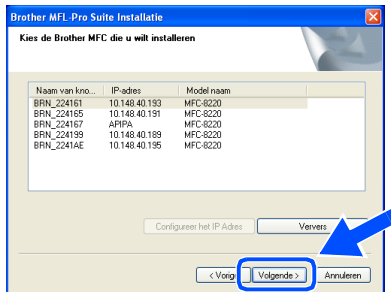 Brother MFL-Pro Suite Installatie
Kies de Brother MFC die u wilt installeren
Naam van kno... IP-adres Model naam
BRN_224161 10.148.40.193 MFC-8220
BRN_224165 10.148.40.191 MFC-8220
BRN_224167 APIPA MFC-8220
BRN_224199 10.148.40.189 MFC-8220
BRN_2241AE 10.148.40.195 MFC-8220
Configureer het IP Adres Ververs
< Vorige Volgende > Annuleren